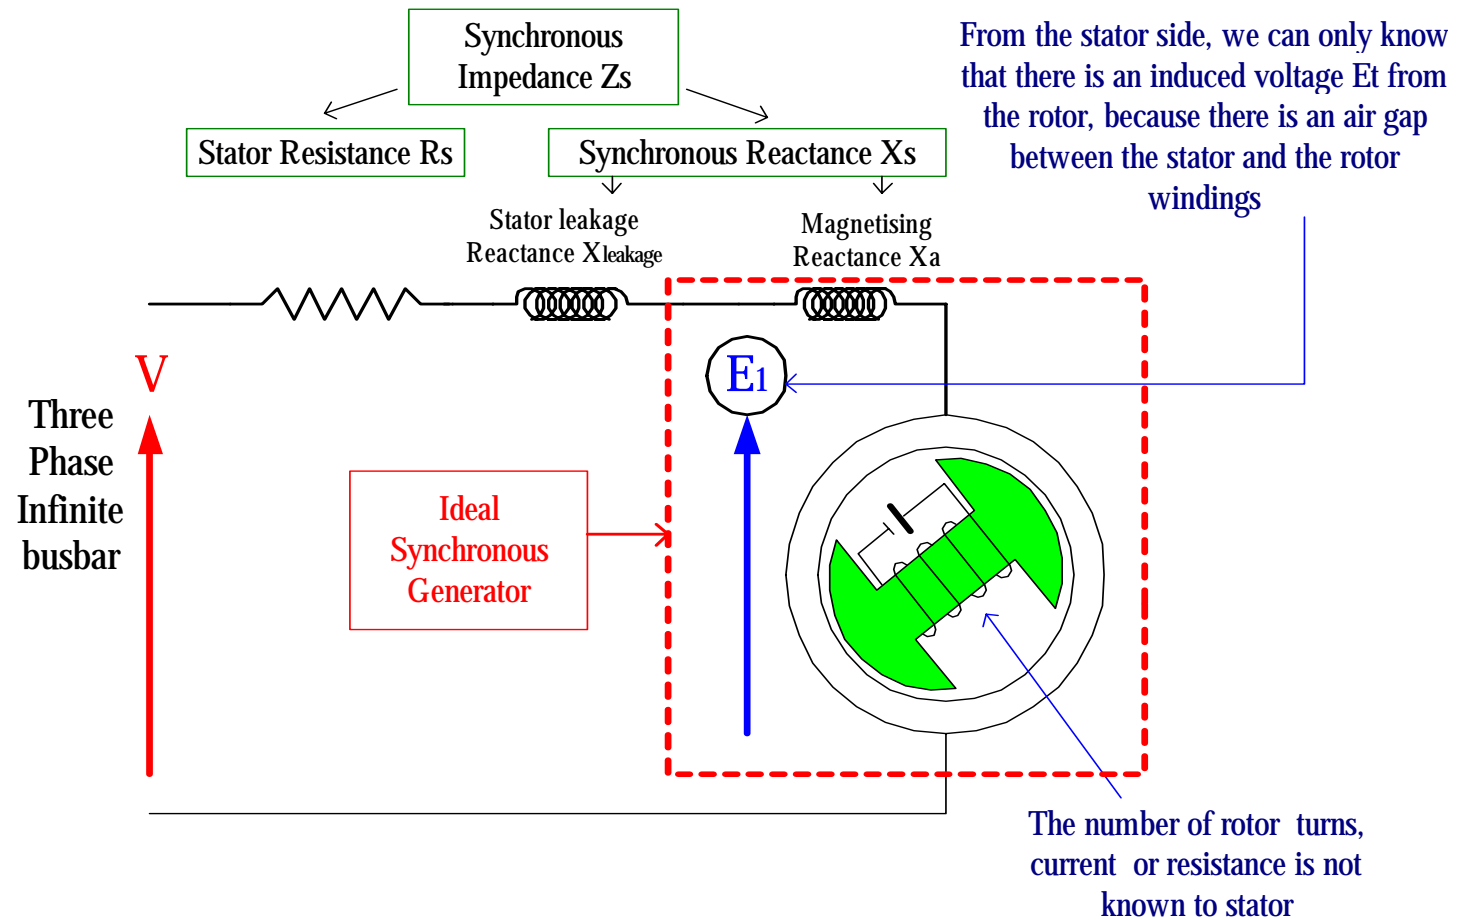 Synchronous
Impedance Zs
From the stator side, we can only know
that there is an induced voltage Et from
the rotor, because there is an air gap
between the stator and the rotor
windings
Stator Resistance Rs
Synchronous Reactance Xs
Stator leakage
Reactance Xleakage
Magnetising
Reactance Xa
V
E1
Three
Phase
Infinite
busbar
Ideal
Synchronous
Generator
The number of rotor turns,
current or resistance is not
known to stator